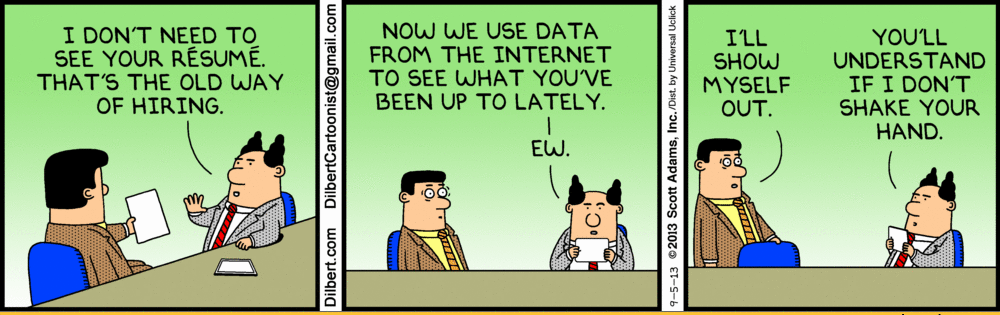 I DON'T NEED TO
SEE YOUR RÉSUMÉ.
THAT'S THE OLD WAY
OF HIRING.
Dilbert.com DilbertCartoonist@gmail.com
NOW WE USE DATA
FROM THE INTERNET
TO SEE WHAT YOU'VE
BEEN UP TO LATELY.
EW.
9-5-13 ©2013 Scott Adams, Inc./Dist. by Universal Uclick
I'LL
SHOW
MYSELF
OUT.
YOU'LL
UNDERSTAND
IF I DON'T
SHAKE YOUR
HAND.